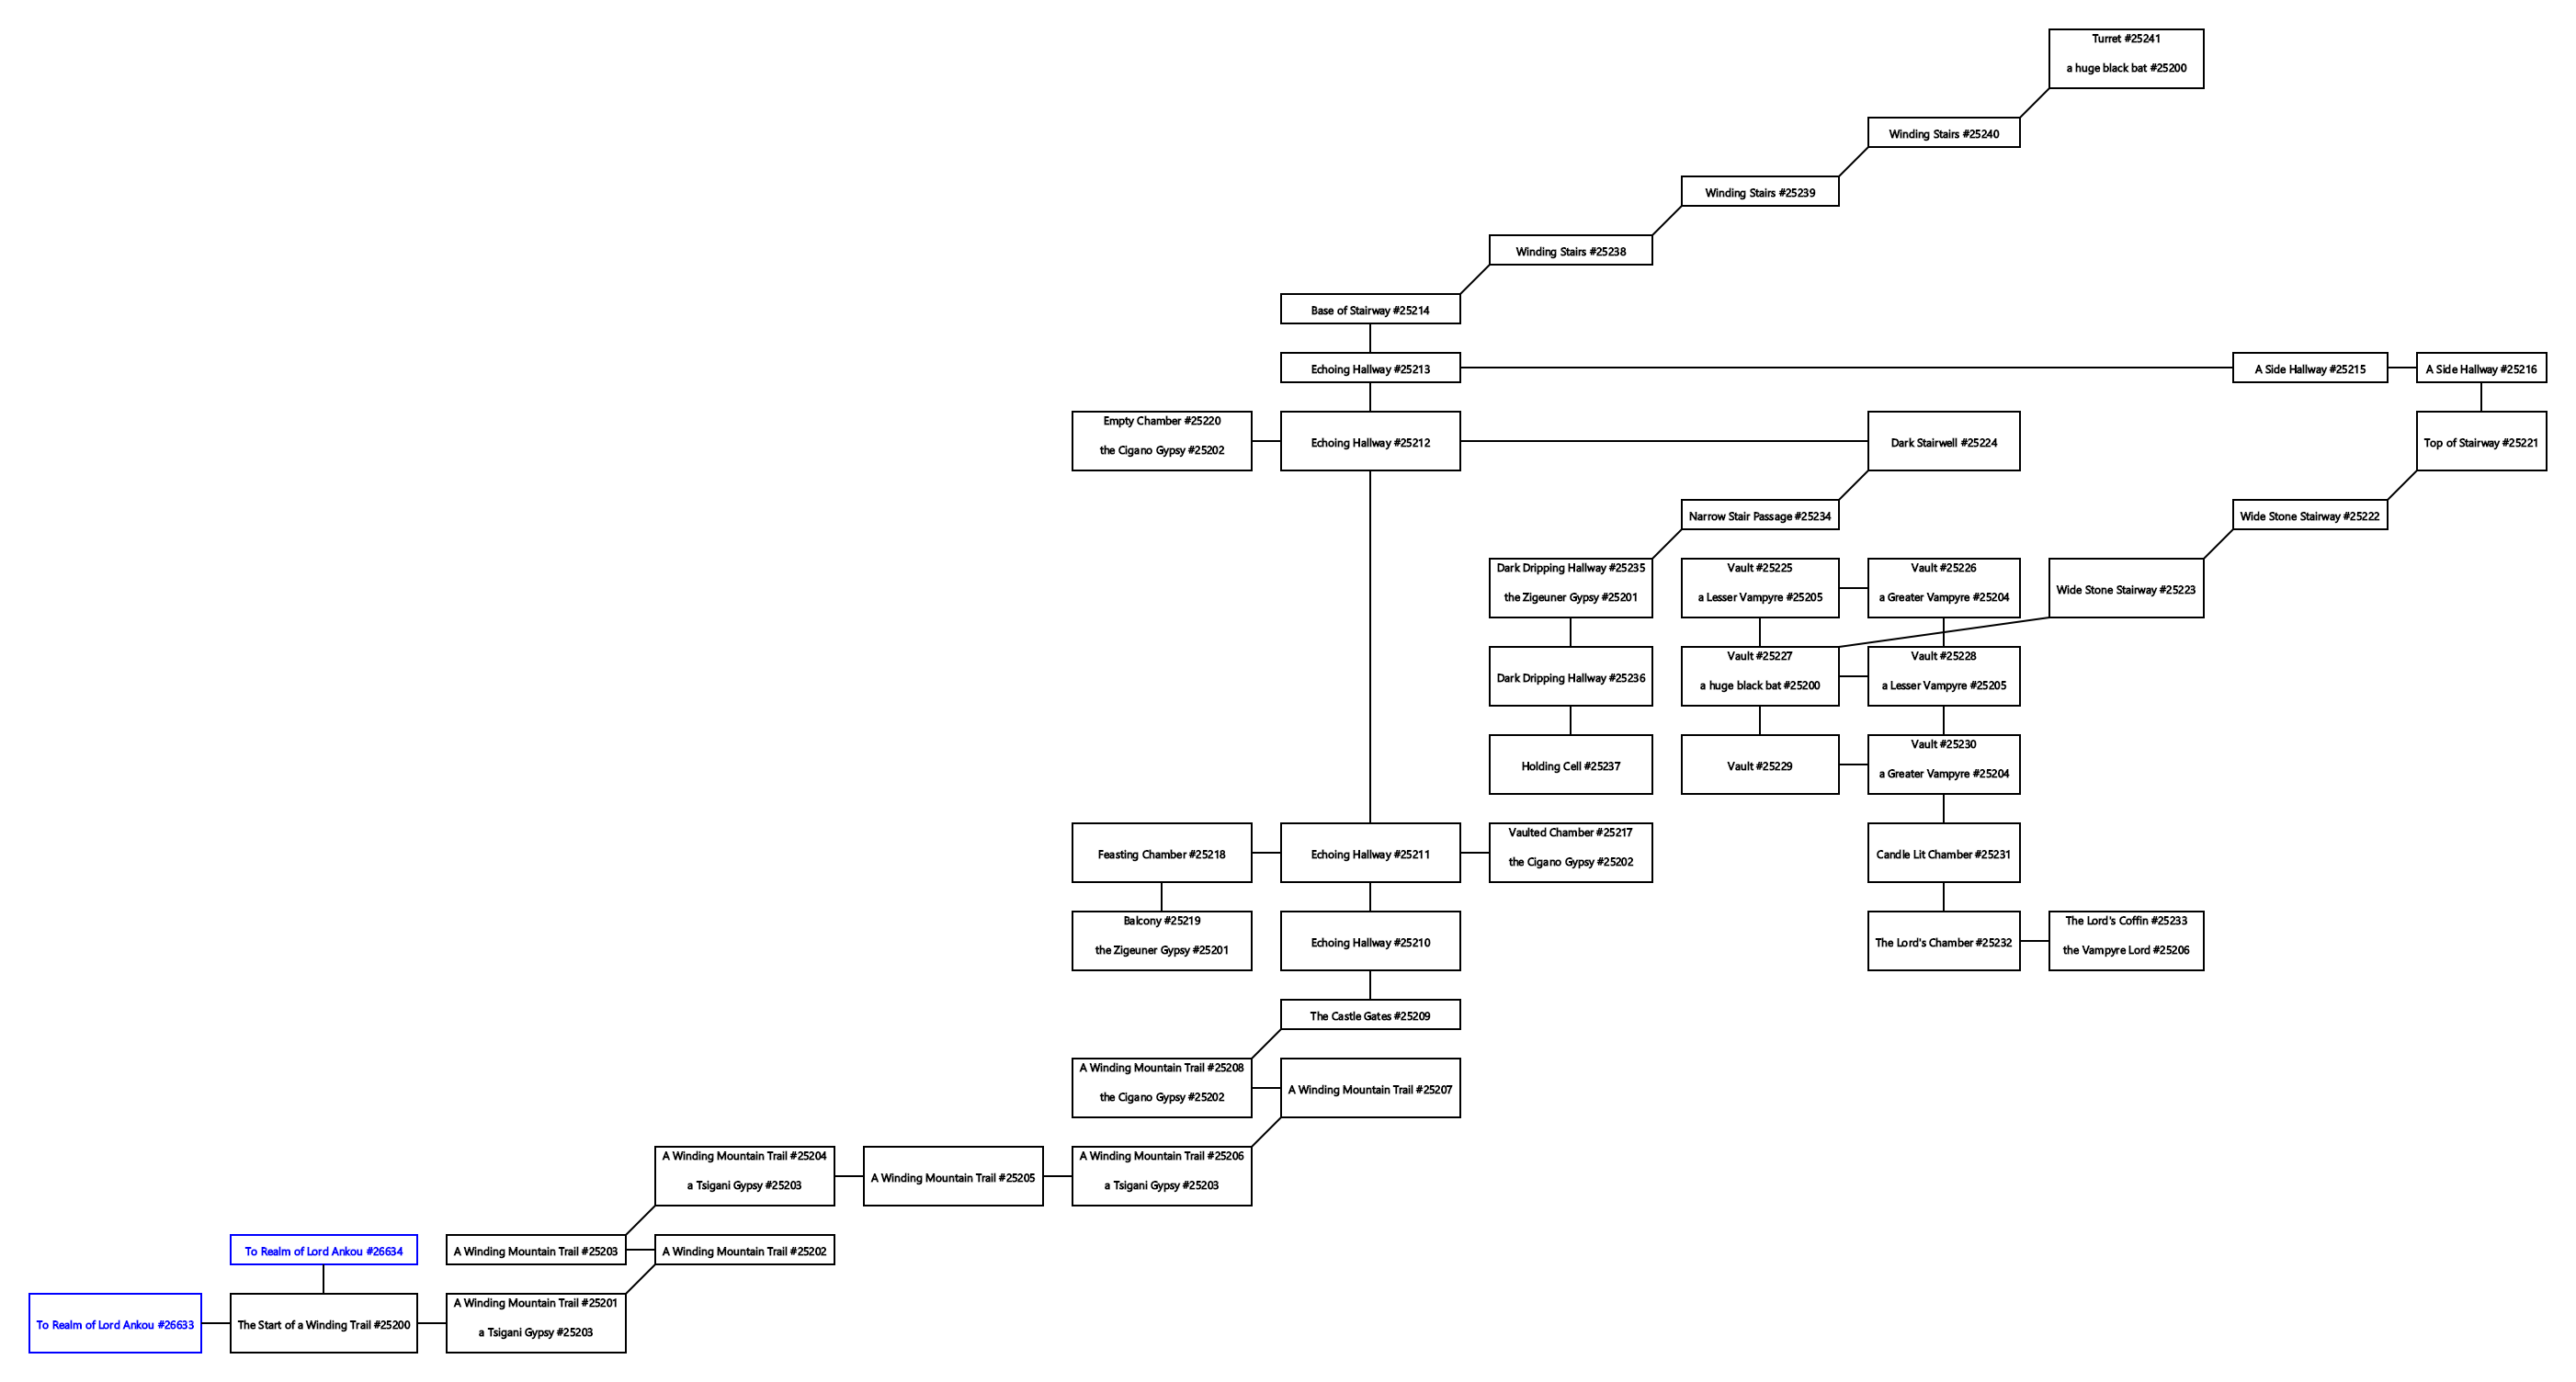 Turret #25241
a huge black bat #25200
Winding Stairs #25240
Winding Stairs #25239
Winding Stairs #25238
Base of Stairway #25214
Echoing Hallway #25213
A Side Hallway #25215
A Side Hallway #25216
Empty Chamber #25220
the Cigano Gypsy #25202
Echoing Hallway #25212
Dark Stairwell #25224
Top of Stairway #25221
Narrow Stair Passage #25234
Wide Stone Stairway #25222
Dark Dripping Hallway #25235
the Zigeuner Gypsy #25201
Vault #25225
a Lesser Vampyre #25205
Vault #25226
a Greater Vampyre #25204
Wide Stone Stairway #25223
Dark Dripping Hallway #25236
Vault #25227
a huge black bat #25200
Vault #25228
a Lesser Vampyre #25205
Holding Cell #25237
Vault #25229
Vault #25230
a Greater Vampyre #25204
Feasting Chamber #25218
Echoing Hallway #25211
Vaulted Chamber #25217
the Cigano Gypsy #25202
Candle Lit Chamber #25231
Balcony #25219
the Zigeuner Gypsy #25201
Echoing Hallway #25210
The Lord's Chamber #25232
The Lord's Coffin #25233
the Vampyre Lord #25206
The Castle Gates #25209
A Winding Mountain Trail #25208
the Cigano Gypsy #25202
A Winding Mountain Trail #25207
A Winding Mountain Trail #25204
a Tsigani Gypsy #25203
A Winding Mountain Trail #25205
A Winding Mountain Trail #25206
a Tsigani Gypsy #25203
To Realm of Lord Ankou #26634
A Winding Mountain Trail #25203
A Winding Mountain Trail #25202
To Realm of Lord Ankou #26633
The Start of a Winding Trail #25200
A Winding Mountain Trail #25201
a Tsigani Gypsy #25203